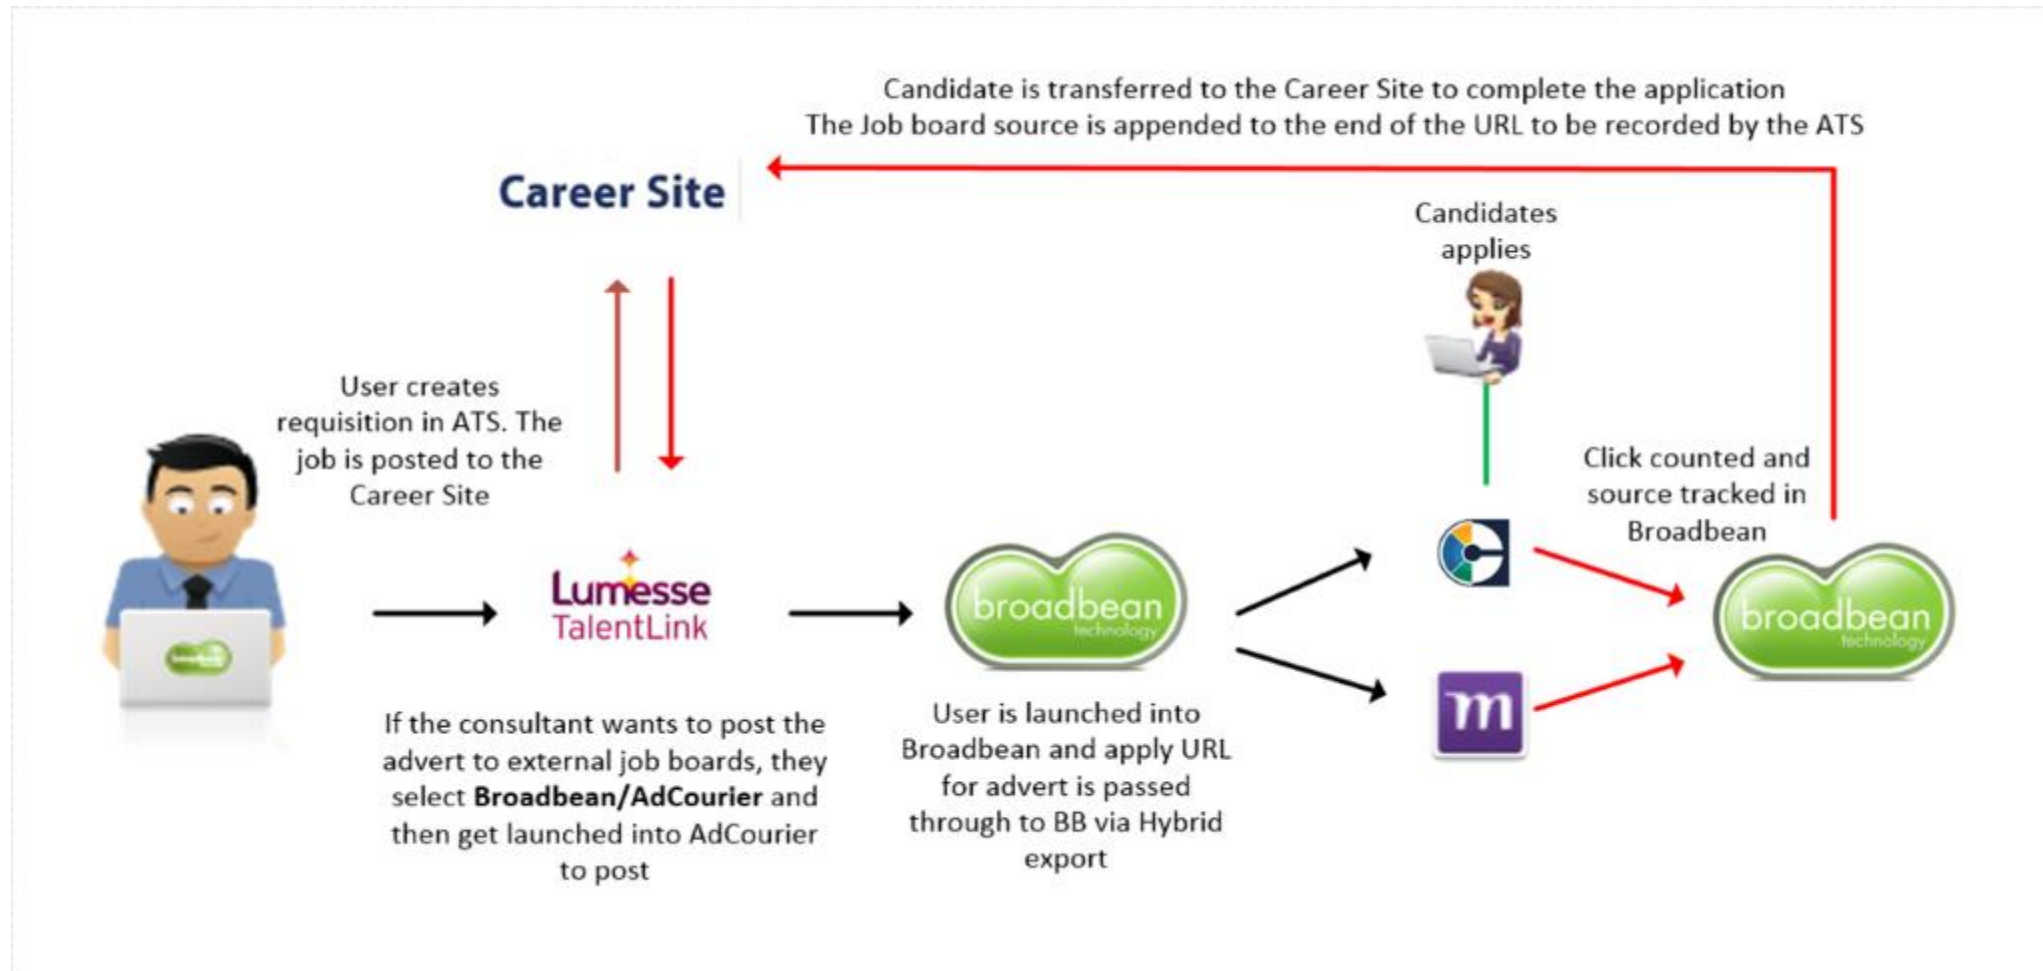 Candidate is transferred to the Career Site to complete the application
The Job board source is appended to the end of the URL to be recorded by the ATS
Career Site
Candidates
applies
User creates
requisition in ATS. The
job is posted to the
Career Site
Click counted and
source tracked in
Broadbean
Lumesse
TalentLink
broadbean
technology
m
broadbean
technology
If the consultant wants to post the
advert to external job boards, they
select Broadbean/AdCourier and
then get launched into AdCourier
to post
User is launched into
Broadbean and apply URL
for advert is passed
through to BB via Hybrid
export